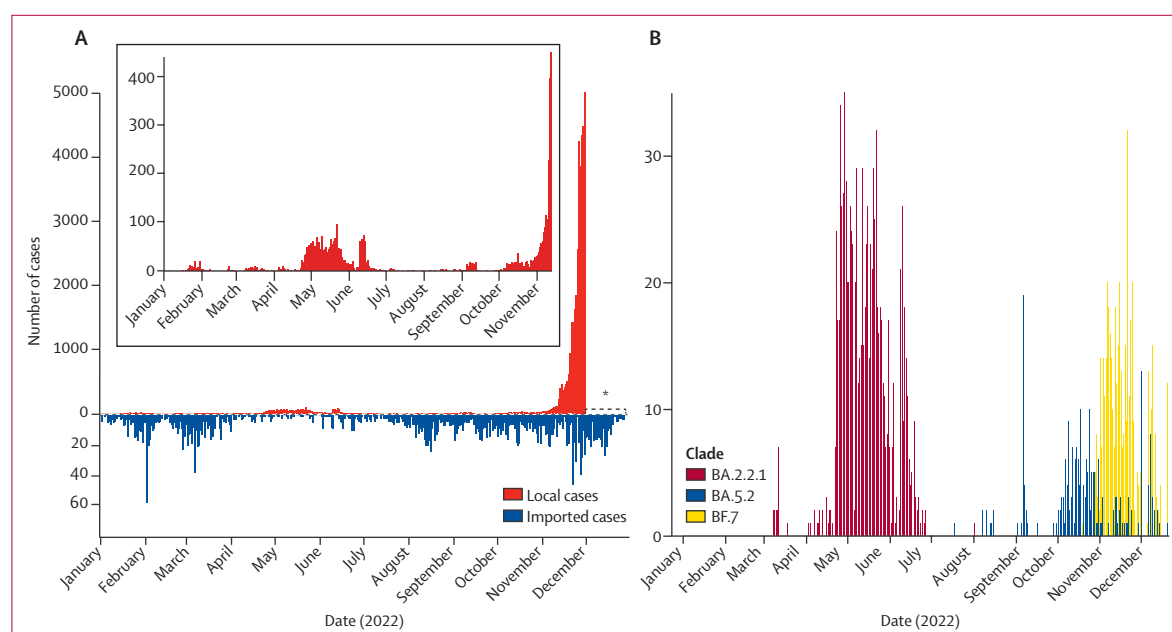 A
B
400
300
200
100
0
January
February
March
April
May
June
July
August
September
October
November
5000
4000
3000
2000
1000
0
20
40
60
Number of cases
*
Local cases
Imported cases
January
February
March
April
May
June
July
August
September
October
November
December
Date (2022)
30
20
10
0
Clade
BA.2.2.1
BA.5.2
BF.7
January
February
March
April
May
June
July
August
September
October
November
December
Date (2022)